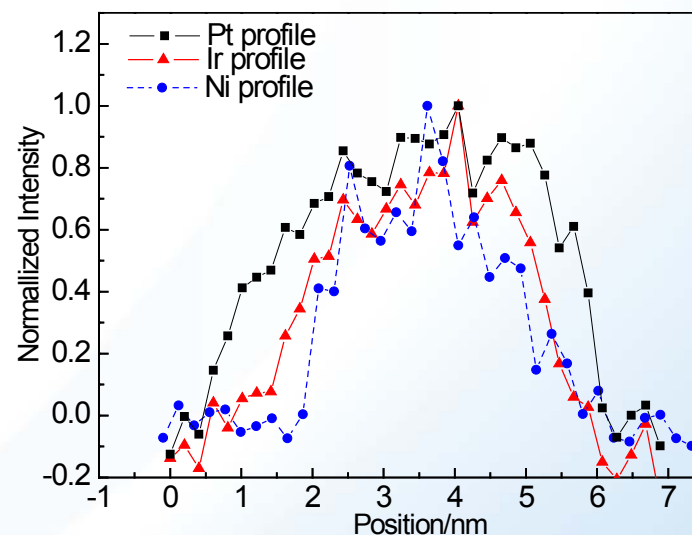 Pt profile
Ir profile
Ni profile
Normallized Intensity
1.2
1.0
0.8
0.6
0.4
0.2
0.0
-0.2
-1 0 1 2 3 4 5 6 7
Position/nm